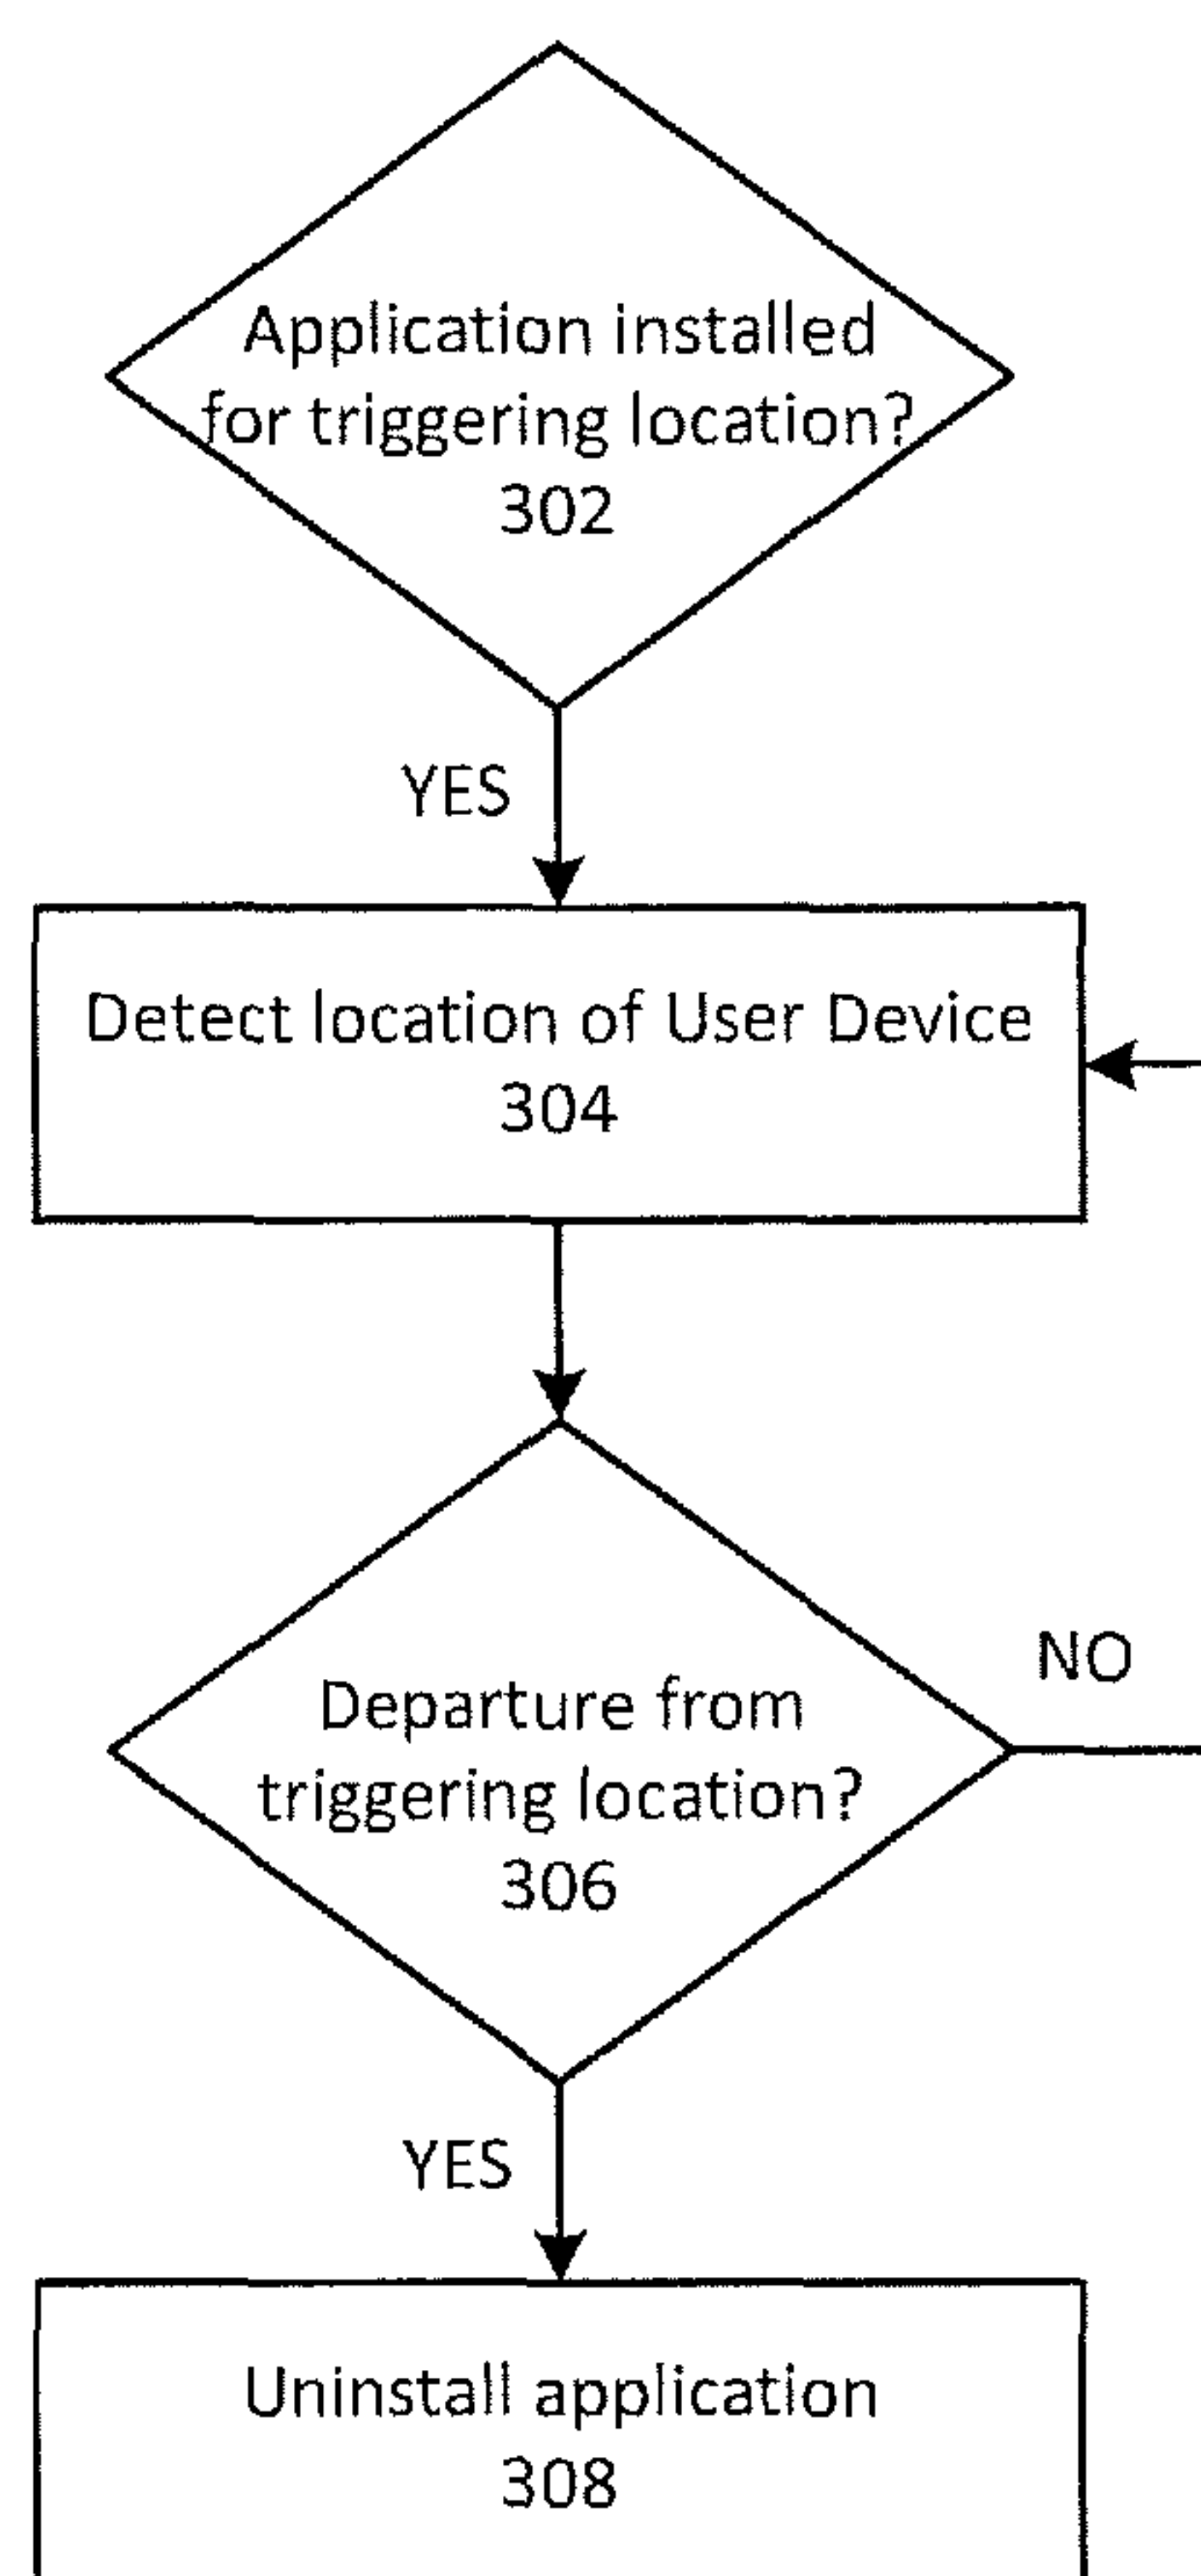 Application installed
for triggering location?
302
YES
Detect location of User Device
304
NO
Departure from
triggering location?
306
YES
Uninstall application
308